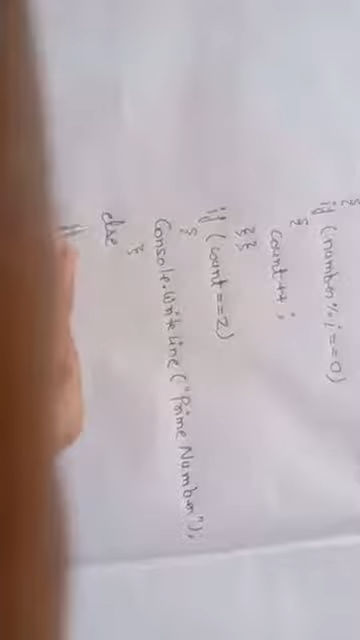 {
if (number % i == 0)
{
count++ ;
}}
if (count == 2)
{
Console.WriteLine ("Prime Number");
}
else